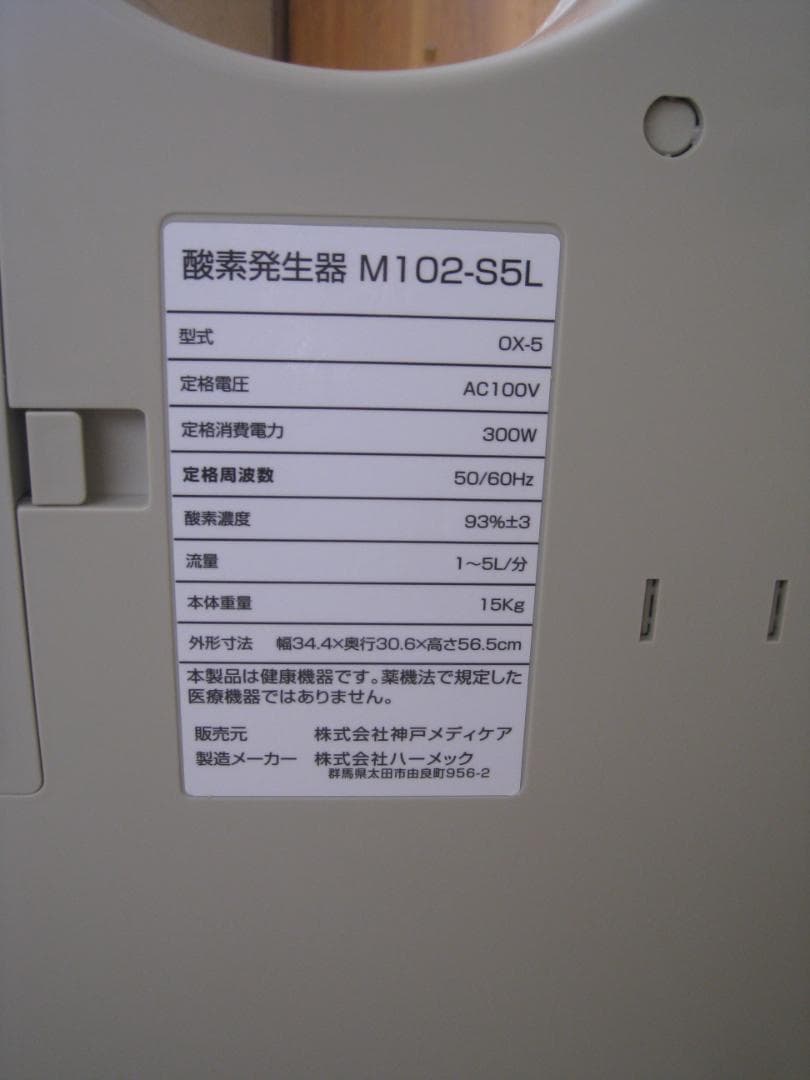 酸素発生器 M102-S5L
型式 OX-5
定格電圧 AC100V
定格消費電力 300W
定格周波数 50/60Hz
酸素濃度 93%±3
流量 1～5L/分
本体重量 15Kg
外形寸法 幅34.4×奥行30.6×高さ56.5cm
本製品は健康機器です。薬機法で規定した
医療機器ではありません。
販売元 株式会社神戸メディケア
製造メーカー 株式会社ハーメック
群馬県太田市由良町956-2